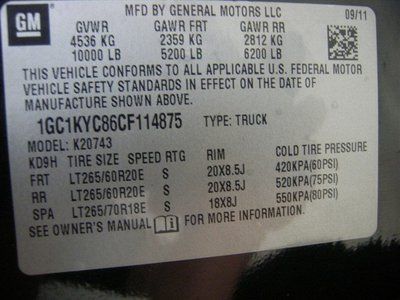 GM
MFD BY GENERAL MOTORS LLC 09/11
GVWR GAWR FRT GAWR RR
4536 KG 2359 KG 2812 KG
10000 LB 5200 LB 6200 LB
THIS VEHICLE CONFORMS TO ALL APPLICABLE U.S. FEDERAL MOTOR
VEHICLE SAFETY STANDARDS IN EFFECT ON THE DATE OF
MANUFACTURE SHOWN ABOVE.
1GC1KYC86CF114875 TYPE: TRUCK
MODEL: K20743
KD9H TIRE SIZE SPEED RTG RIM COLD TIRE PRESSURE
FRT LT265/60R20E S 20X8.5J 420KPA(60PSI)
RR LT265/60R20E S 20X8.5J 520KPA(75PSI)
SPA LT265/70R18E S 18X8J 550KPA(80PSI)
SEE OWNER'S MANUAL FOR MORE INFORMATION.